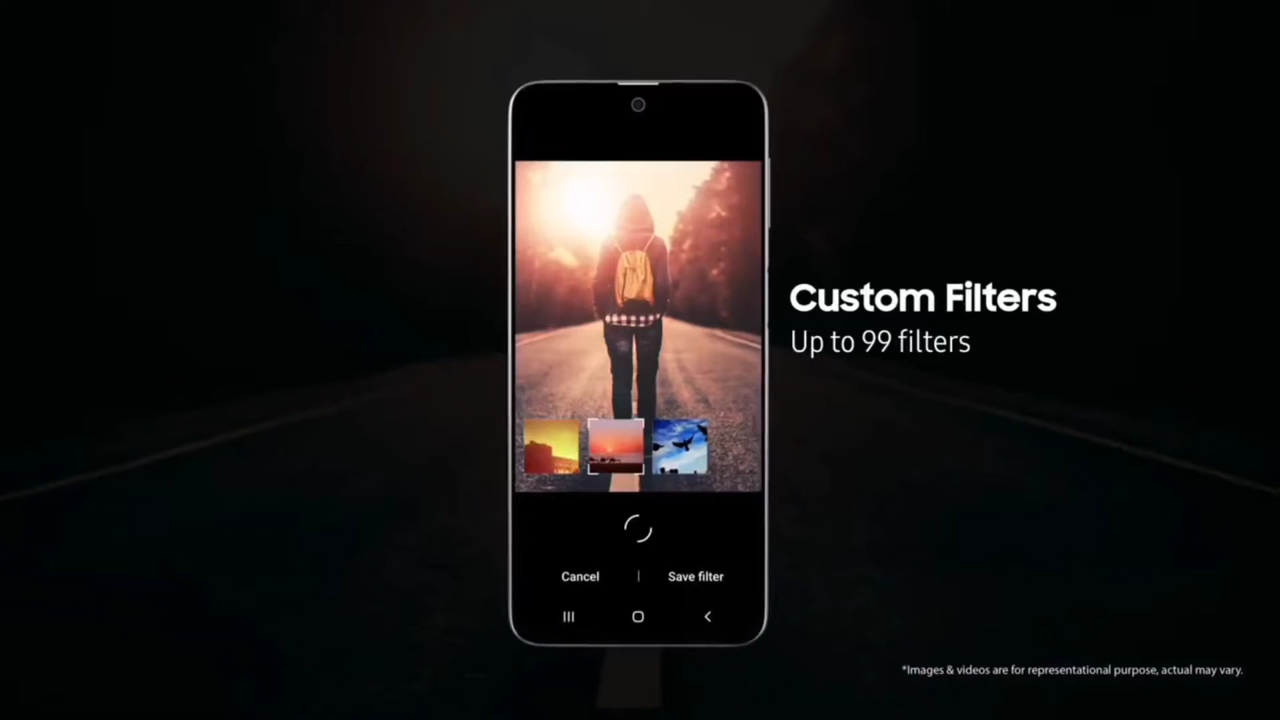 Custom Filters
Up to 99 filters
Cancel | Save filter
*Images & videos are for representational purpose, actual may vary.